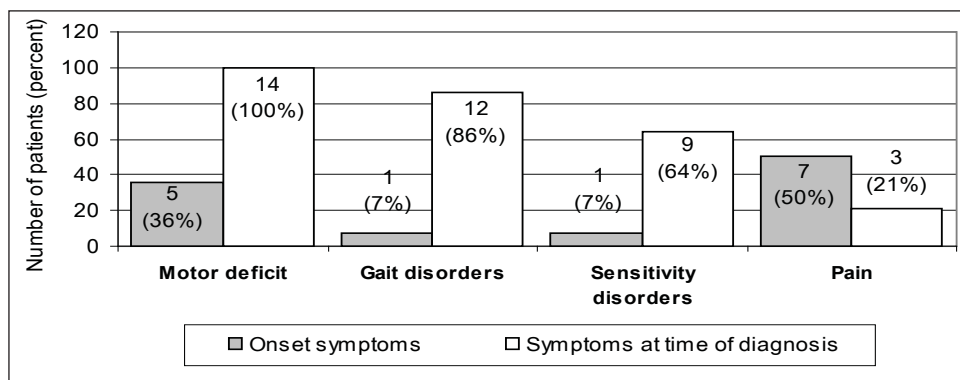 Number of patients (percent)
120
100
80
60
40
20
0
5
(36%)
14
(100%)
1
(7%)
12
(86%)
1
(7%)
9
(64%)
7
(50%)
3
(21%)
Motor deficit
Gait disorders
Sensitivity
disorders
Pain
Onset symptoms
Symptoms at time of diagnosis